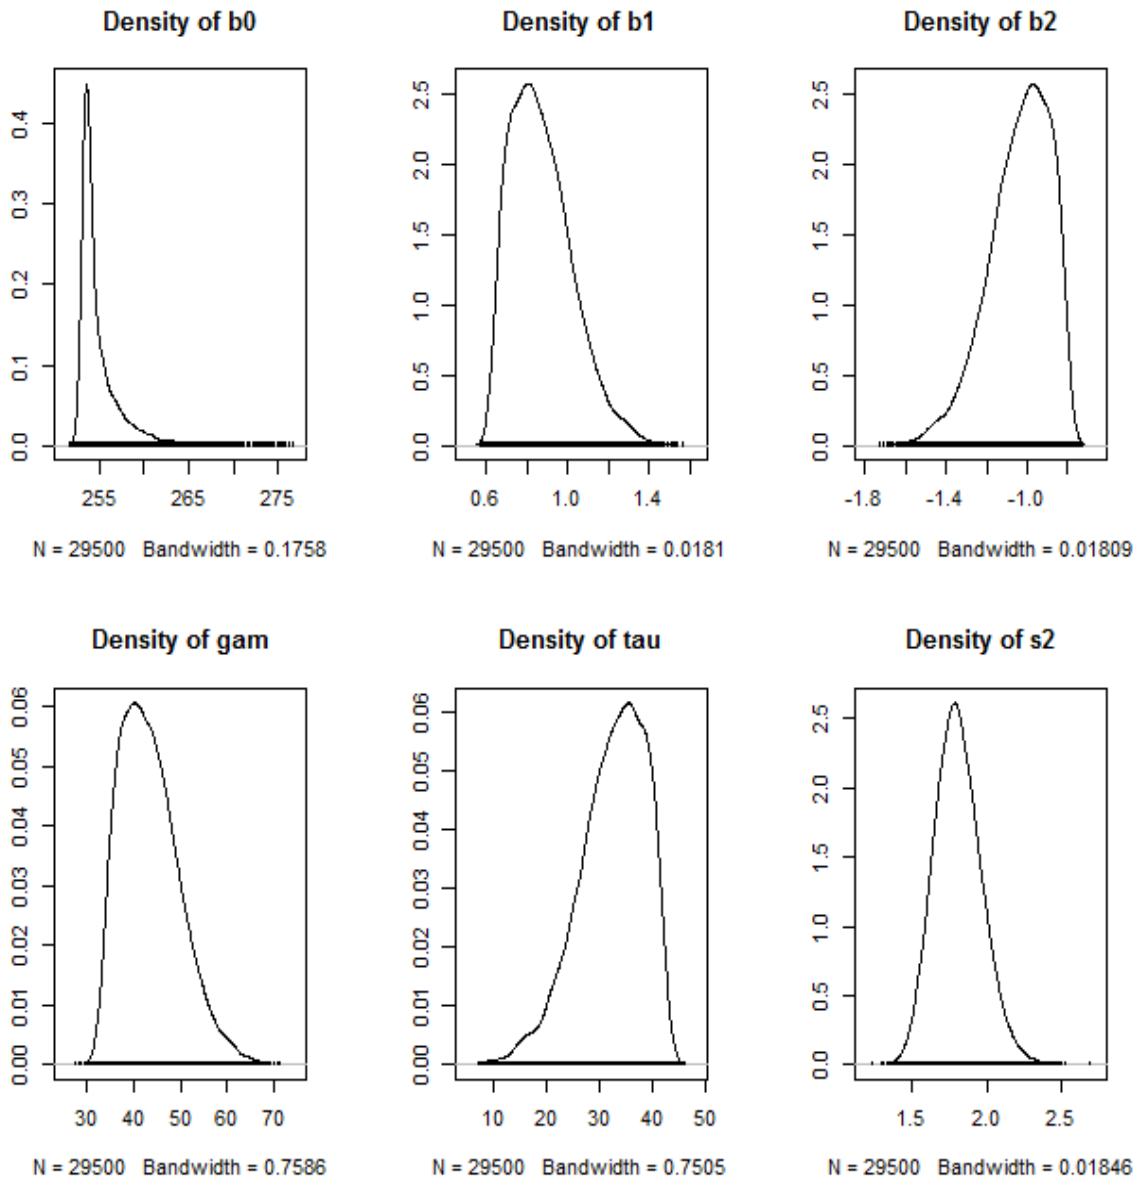 Density of b0
0.0 0.1 0.2 0.3 0.4
255 265 275
N = 29500 Bandwidth = 0.1758
Density of b1
0.0 0.5 1.0 1.5 2.0 2.5
0.6 1.0 1.4
N = 29500 Bandwidth = 0.0181
Density of b2
0.0 0.5 1.0 1.5 2.0 2.5
-1.8 -1.4 -1.0
N = 29500 Bandwidth = 0.01809
Density of gam
0.00 0.01 0.02 0.03 0.04 0.05 0.06
30 40 50 60 70
N = 29500 Bandwidth = 0.7586
Density of tau
0.00 0.01 0.02 0.03 0.04 0.05 0.06
10 20 30 40 50
N = 29500 Bandwidth = 0.7505
Density of s2
0.0 0.5 1.0 1.5 2.0 2.5
1.5 2.0 2.5
N = 29500 Bandwidth = 0.01846